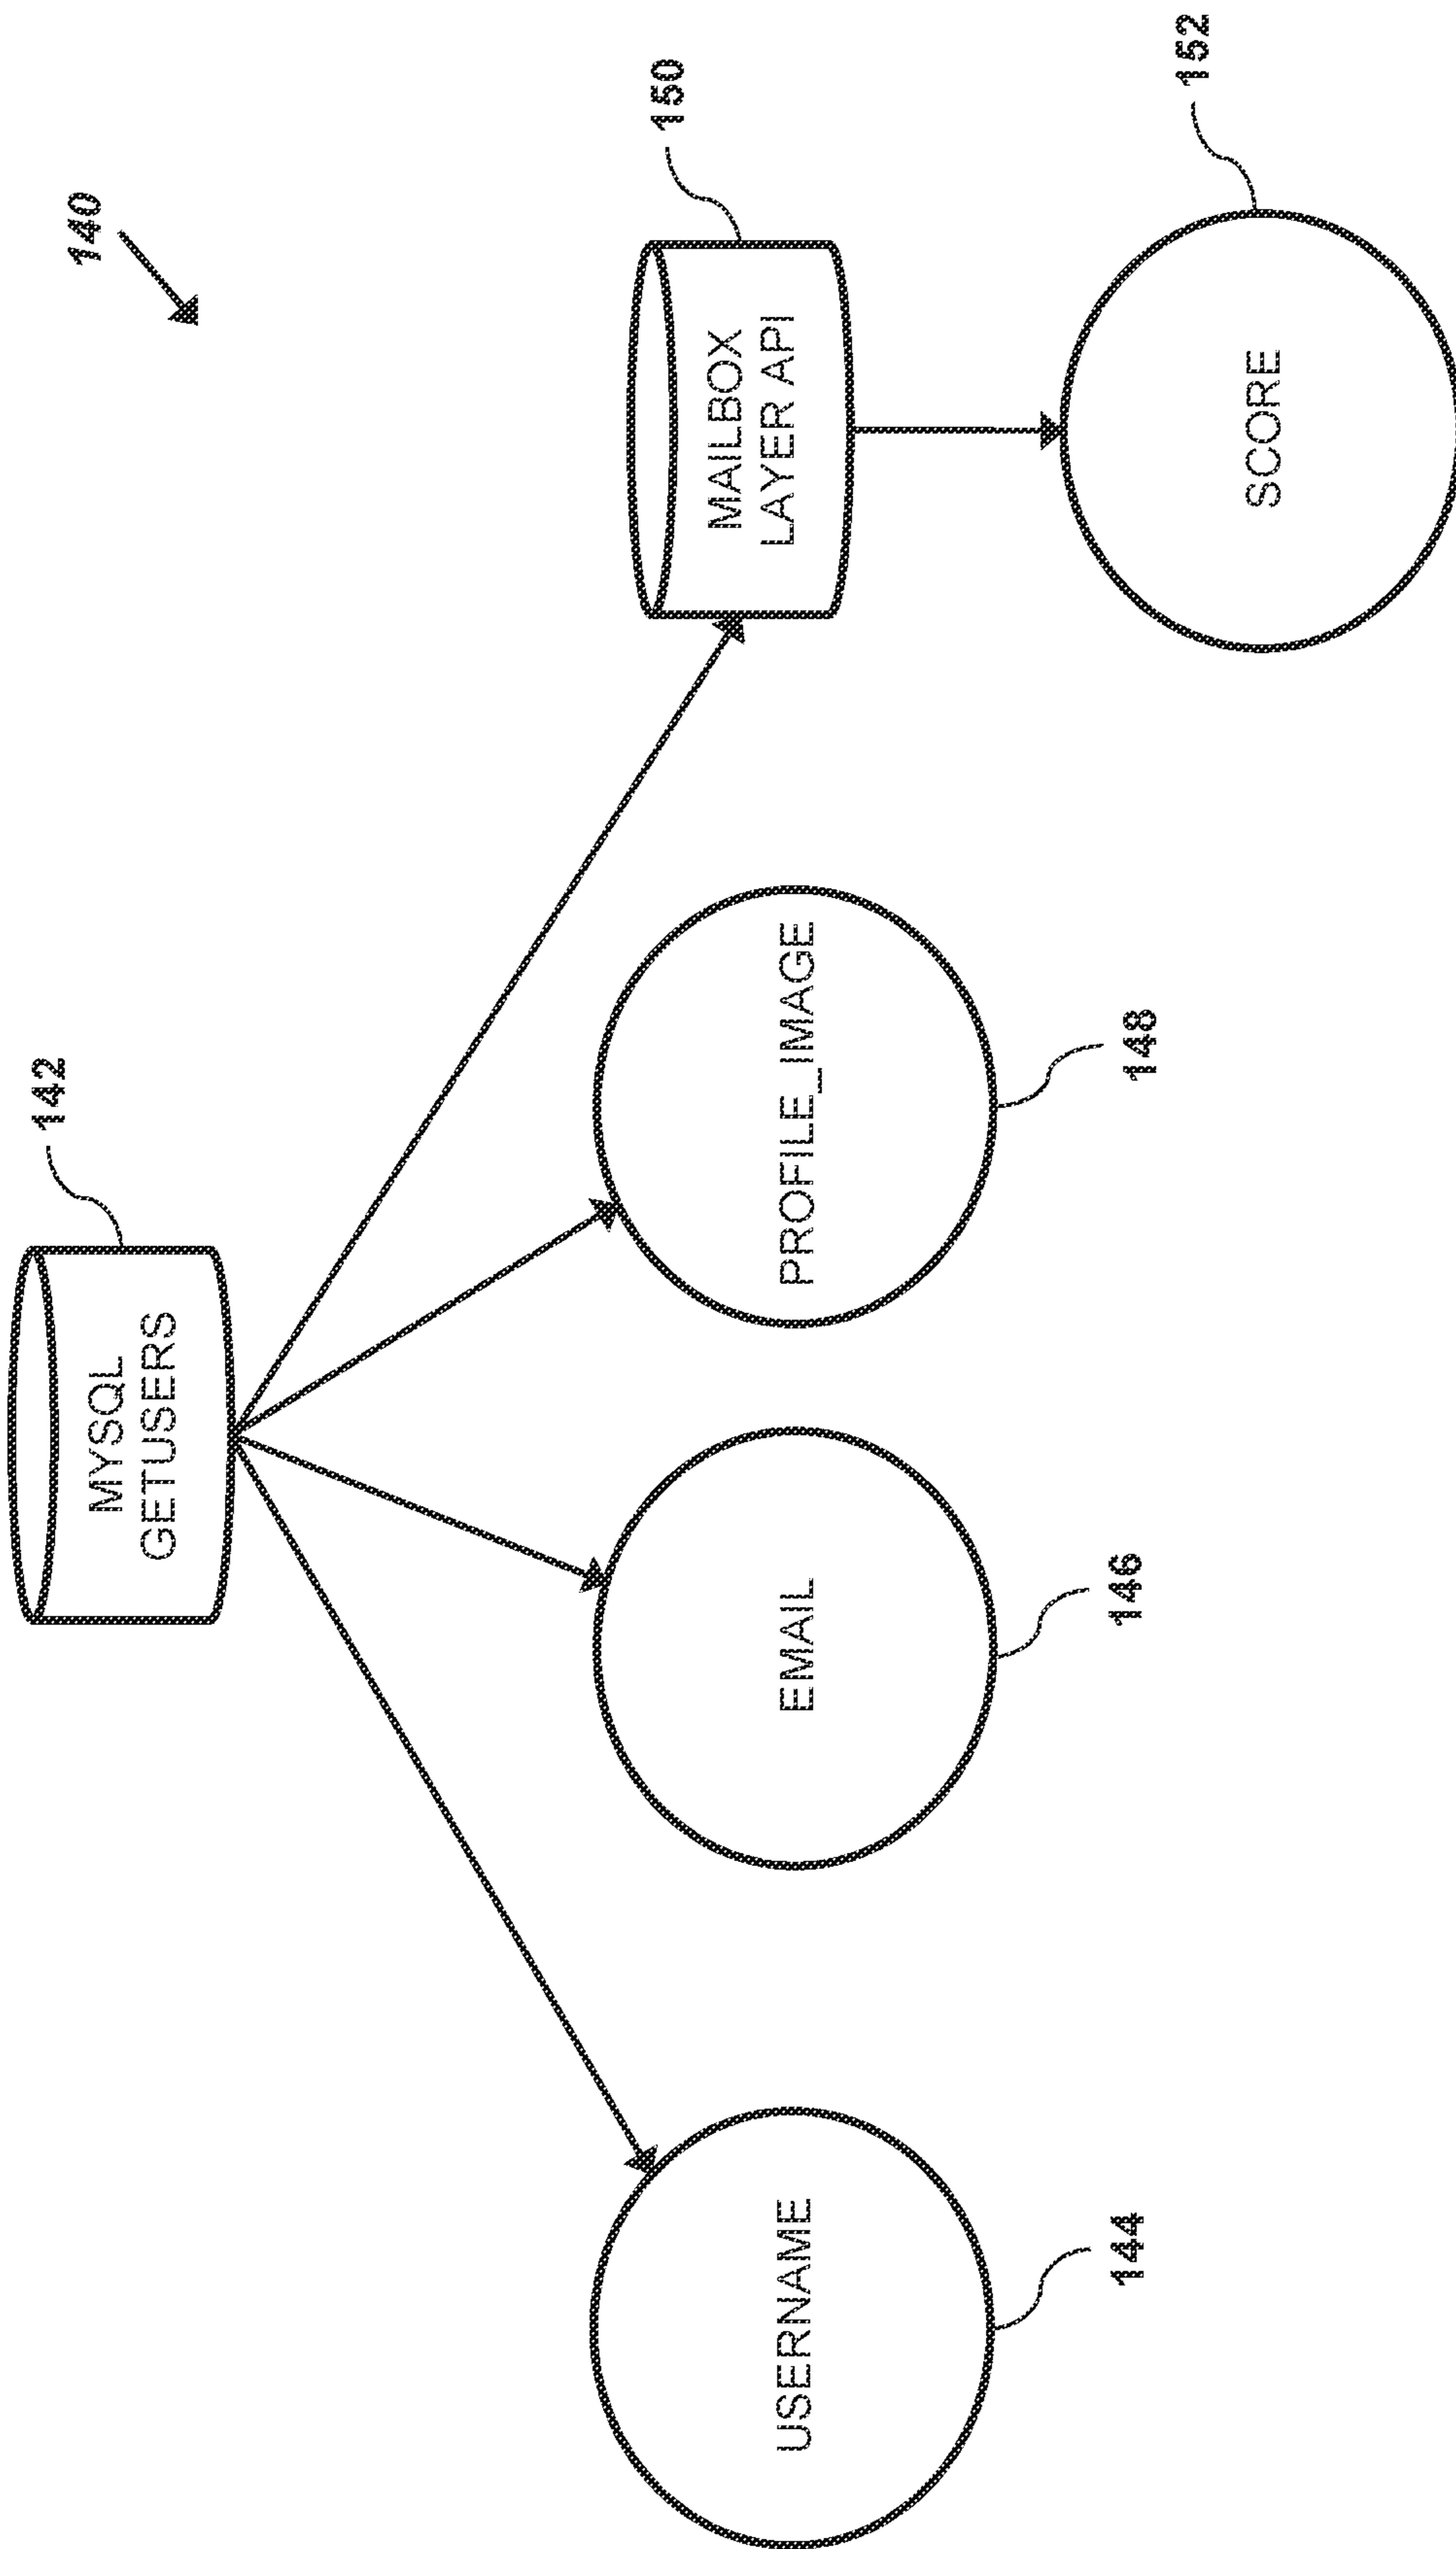 140
142
MYSQL
GETUSERS
150
MAILBOX
LAYER API
USERNAME
EMAIL
PROFILE_IMAGE
144
146
148
SCORE
152